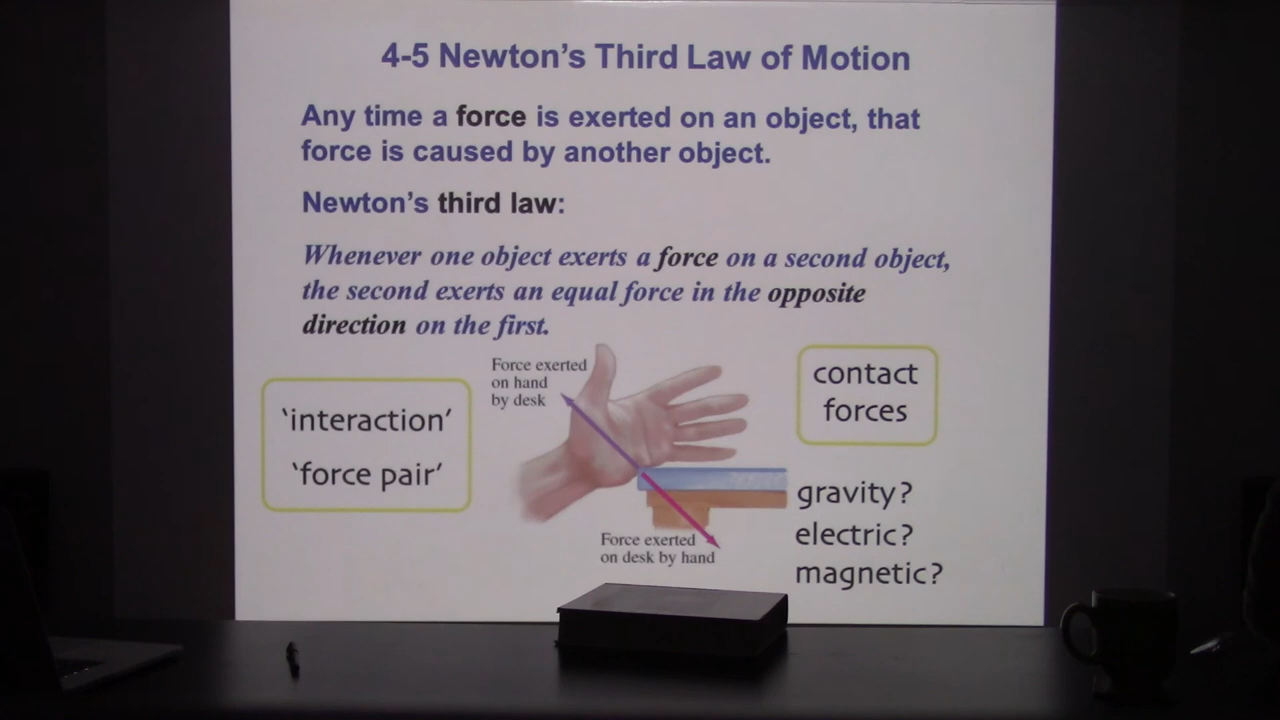 4-5 Newton's Third Law of Motion
Any time a force is exerted on an object, that
force is caused by another object.
Newton's third law:
Whenever one object exerts a force on a second object,
the second exerts an equal force in the opposite
direction on the first.
Force exerted
on hand
by desk
contact
forces
‘interaction’
‘force pair’
gravity?
electric?
magnetic?
Force exerted
on desk by hand